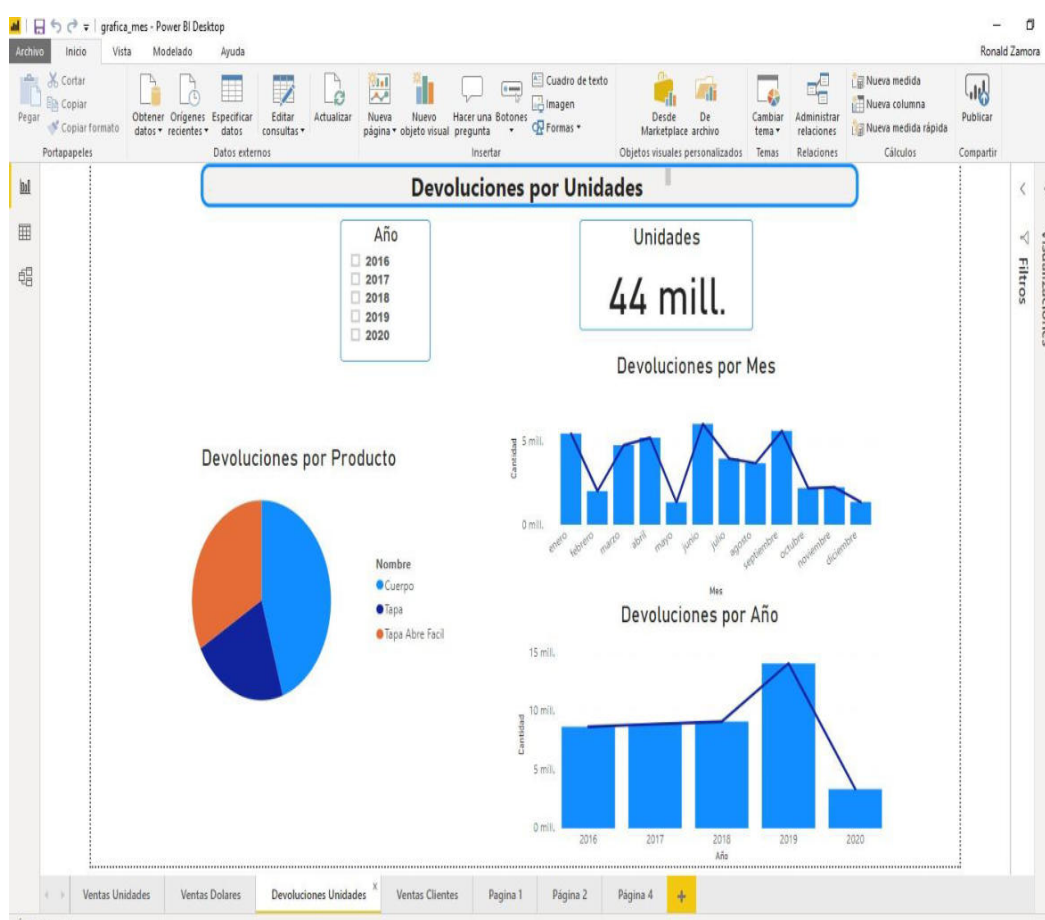 grafica_mes - Power BI Desktop
Archivo Inicio Vista Modelado Ayuda Ronald Zamora
Pegar
Cortar
Copiar
Copiar formato
Portapapeles
Obtener datos
Orígenes recientes
Especificar datos
Editar consultas
Actualizar
Datos externos
Nueva página
Nuevo objeto visual
Hacer una pregunta
Botones
Cuadro de texto
Imagen
Formas
Insertar
Desde Marketplace
De archivo
Objetos visuales personalizados
Cambiar tema
Temas
Administrar relaciones
Relaciones
Nueva medida
Nueva columna
Nueva medida rápida
Cálculos
Publicar
Compartir
Devoluciones por Unidades
Año
2016
2017
2018
2019
2020
Unidades
44 mill.
Filtros
Devoluciones por Mes
Cantidad
5 mill.
0 mill.
enero febrero marzo abril mayo junio julio agosto septiembre octubre noviembre diciembre
Mes
Devoluciones por Producto
Nombre
Cuerpo
Tapa
Tapa Abre Facil
Devoluciones por Año
Cantidad
15 mill.
10 mill.
5 mill.
0 mill.
2016 2017 2018 2019 2020
Año
Ventas Unidades Ventas Dolares Devoluciones Unidades x Ventas Clientes Pagina 1 Página 2 Página 4 +